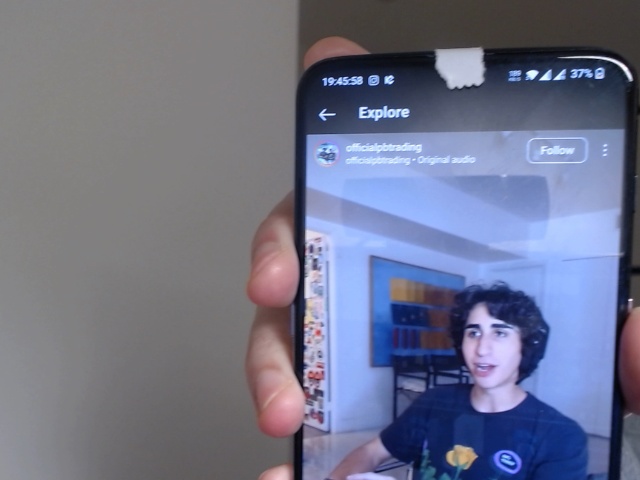 19:45:58
37%
Explore
officialpbtrading
officialpbtrading • Original audio
Follow